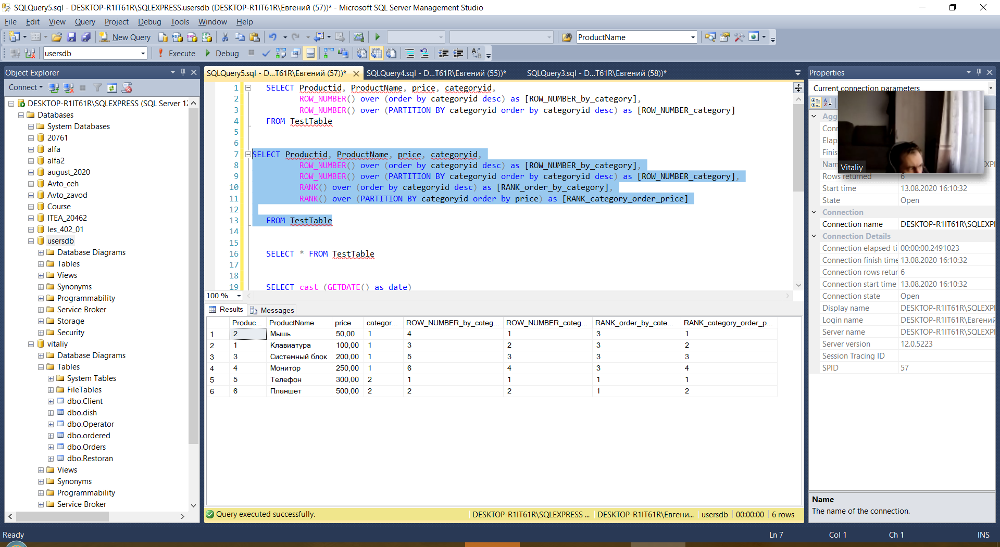 SQLQuery5.sql - DESKTOP-R1IT61R\SQLEXPRESS.usersdb (DESKTOP-R1IT61R\Евгений (57))* - Microsoft SQL Server Management Studio
File Edit View Query Project Debug Tools Window Help
New Query ProductName
usersdb Execute Debug
Object Explorer
Connect
DESKTOP-R1IT61R\SQLEXPRESS (SQL Server 12
Databases
System Databases
20761
alfa
alfa2
august_2020
Avto_ceh
Avto_zavod
Course
ITEA_20462
les_402_01
usersdb
Database Diagrams
Tables
Views
Synonyms
Programmability
Service Broker
Storage
Security
vitaliy
Database Diagrams
Tables
System Tables
FileTables
dbo.Client
dbo.dish
dbo.Operator
dbo.ordered
dbo.Orders
dbo.Restoran
Views
Synonyms
Programmability
Service Broker
SQLQuery5.sql - D...T61R\Евгений (57))* SQLQuery4.sql - D...T61R\Евгений (55))* SQLQuery3.sql - D...T61R\Евгений (58))*
1 SELECT Productid, ProductName, price, categoryid,
2 ROW_NUMBER() over (order by categoryid desc) as [ROW_NUMBER_by_category],
3 ROW_NUMBER() over (PARTITION BY categoryid order by categoryid desc) as [ROW_NUMBER_category]
4 FROM TestTable
5
6
7 SELECT Productid, ProductName, price, categoryid,
8 ROW_NUMBER() over (order by categoryid desc) as [ROW_NUMBER_by_category],
9 ROW_NUMBER() over (PARTITION BY categoryid order by categoryid desc) as [ROW_NUMBER_category],
10 RANK() over (order by categoryid desc) as [RANK_order_by_category],
11 RANK() over (PARTITION BY categoryid order by price) as [RANK_category_order_price]
12
13 FROM TestTable
14
15
16 SELECT * FROM TestTable
17
18
19 SELECT cast (GETDATE() as date)
100 %
Results Messages
Produc... ProductName price categor... ROW_NUMBER_by_categ... ROW_NUMBER_categ... RANK_order_by_cate... RANK_category_order_p...
1 2 Мышь 50,00 1 4 1 3 1
2 1 Клавиатура 100,00 1 3 2 3 2
3 3 Системный блок 200,00 1 5 3 3 3
4 4 Монитор 250,00 1 6 4 3 4
5 5 Телефон 300,00 2 1 1 1 1
6 6 Планшет 500,00 2 2 2 1 2
Query executed successfully. DESKTOP-R1IT61R\SQLEXPRESS ... DESKTOP-R1IT61R\Евгени... usersdb 00:00:00 6 rows
Properties
Current connection parameters
Agg
Conn
Elap
Finis
Nam
Vitaliy
Rows returned 6
Start time 13.08.2020 16:10:32
State Open
Connection
Connection name DESKTOP-R1IT61R\SQLEXPI
Connection Details
Connection elapsed ti 00:00:00.2491023
Connection finish time 13.08.2020 16:10:32
Connection rows retur 6
Connection start time 13.08.2020 16:10:32
Connection state Open
Display name DESKTOP-R1IT61R\SQLEXPI
Login name DESKTOP-R1IT61R\Евгений
Server name DESKTOP-R1IT61R\SQLEXPI
Server version 12.0.5223
Session Tracing ID
SPID 57
Name
The name of the connection.
Ready Ln 7 Col 1 Ch 1 INS